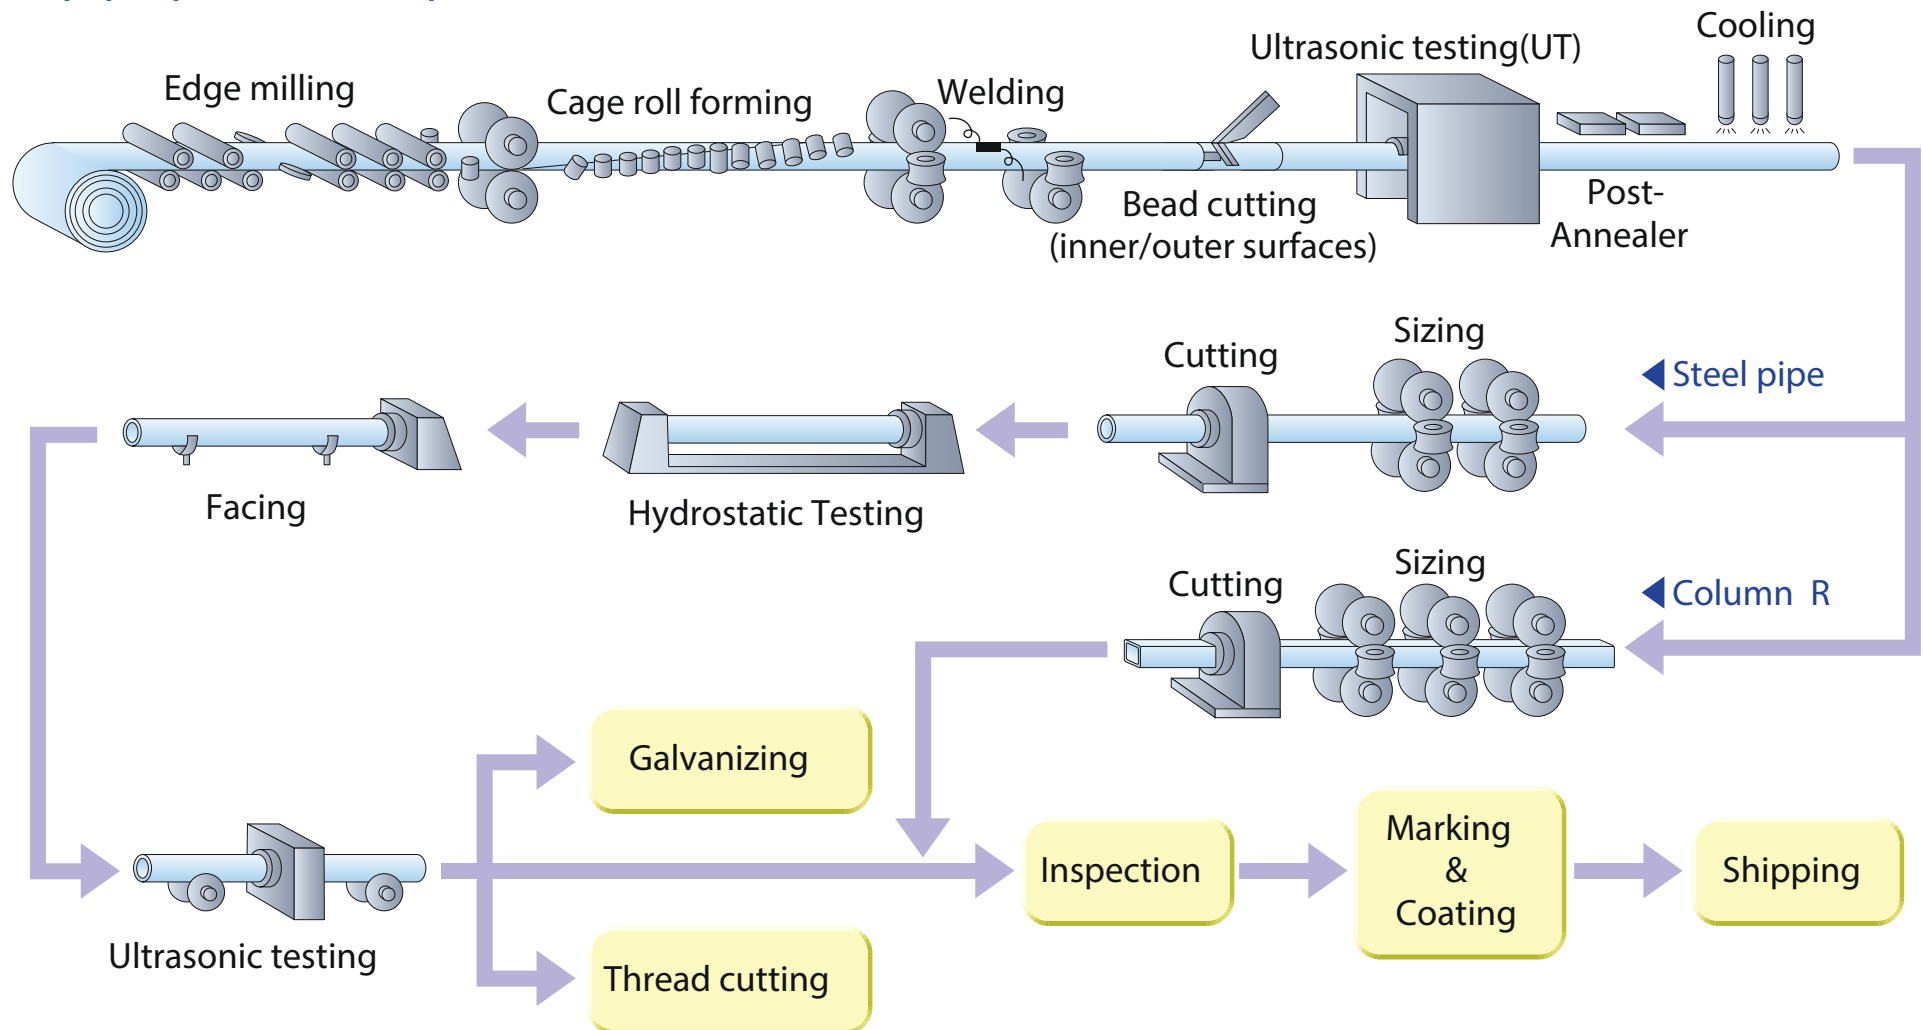 Cooling
Ultrasonic testing(UT)
Edge milling
Cage roll forming
Welding
Bead cutting
(inner/outer surfaces)
Post-
Annealer
Sizing
Cutting
◀ Steel pipe
Facing
Hydrostatic Testing
Sizing
Cutting
◀ Column R
Galvanizing
Inspection
Marking
&
Coating
Shipping
Ultrasonic testing
Thread cutting